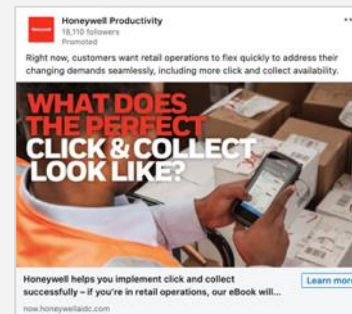 Honeywell
Honeywell Productivity
18,110 followers
Promoted
Right now, customers want retail operations to flex quickly to address their
changing demands seamlessly, including more click and collect availability.
WHAT DOES
THE PERFECT
CLICK & COLLECT
LOOK LIKE?
Honeywell helps you implement click and collect
successfully – if you're in retail operations, our eBook will...
Learn more
now.honeywellaidc.com